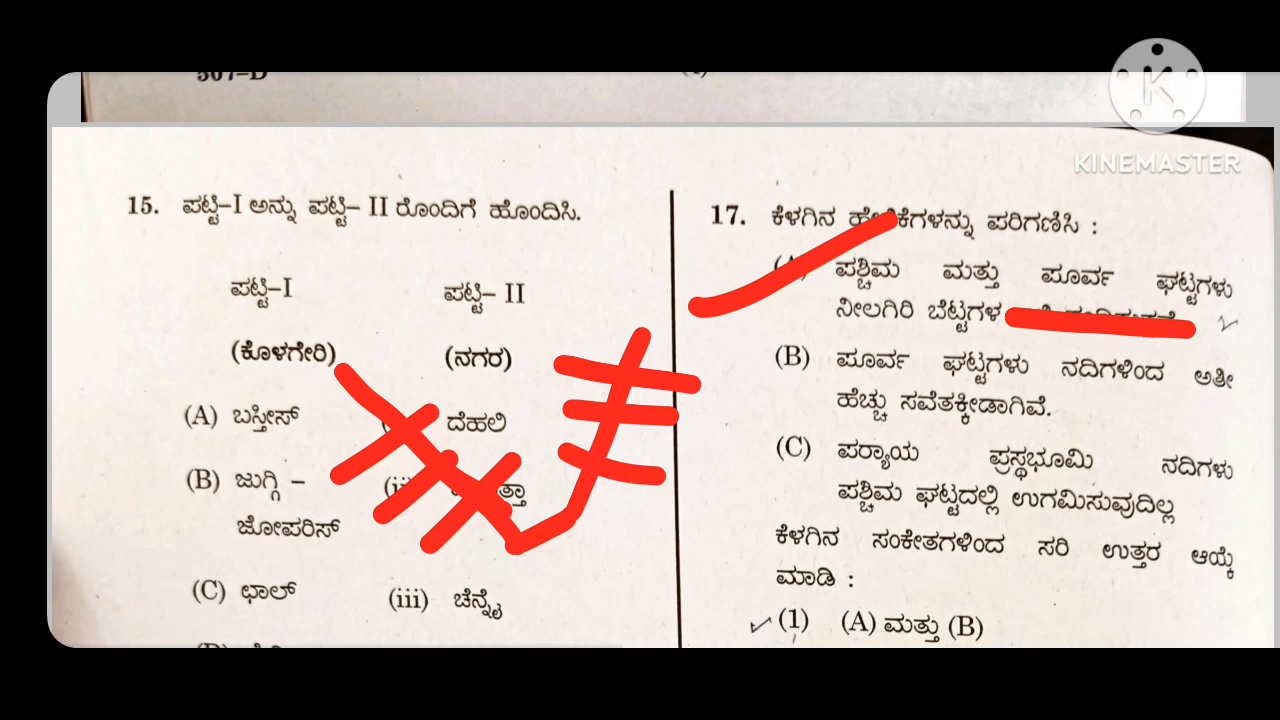 507-D
KINEMASTER
15. ಪಟ್ಟಿ-I ಅನ್ನು ಪಟ್ಟಿ- II ರೊಂದಿಗೆ ಹೊಂದಿಸಿ.
ಪಟ್ಟಿ-I ಪಟ್ಟಿ- II
(ಕೊಳಗೇರಿ) (ನಗರ)
(A) ಬಸ್ತೀಸ್ ದೆಹಲಿ
(B) ಜುಗ್ಗಿ –
ಜೋಪರಿಸ್
(C) ಛಾಲ್ (iii) ಚೆನ್ನೈ
17. ಕೆಳಗಿನ ಹೇಳಿಕೆಗಳನ್ನು ಪರಿಗಣಿಸಿ :
(A) ಪಶ್ಚಿಮ ಮತ್ತು ಪೂರ್ವ ಘಟ್ಟಗಳು
ನೀಲಗಿರಿ ಬೆಟ್ಟಗಳ
(B) ಪೂರ್ವ ಘಟ್ಟಗಳು ನದಿಗಳಿಂದ ಅತೀ
ಹೆಚ್ಚು ಸವೆತಕ್ಕೀಡಾಗಿವೆ.
(C) ಪರ‍್ಯಾಯ ಪ್ರಸ್ಥಭೂಮಿ ನದಿಗಳು
ಪಶ್ಚಿಮ ಘಟ್ಟದಲ್ಲಿ ಉಗಮಿಸುವುದಿಲ್ಲ
ಕೆಳಗಿನ ಸಂಕೇತಗಳಿಂದ ಸರಿ ಉತ್ತರ ಆಯ್ಕೆ
ಮಾಡಿ :
(1) (A) ಮತ್ತು (B)